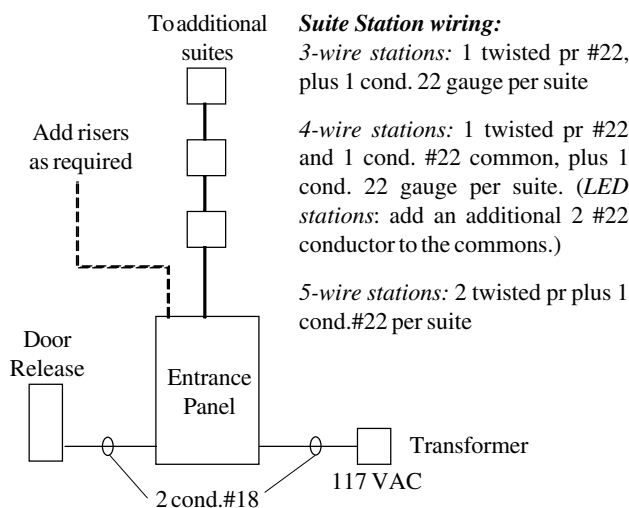 To additional
suites
Add risers
as required
Door
Release
Entrance
Panel
Transformer
117 VAC
2 cond.#18
Suite Station wiring:
3-wire stations: 1 twisted pr #22,
plus 1 cond. 22 gauge per suite
4-wire stations: 1 twisted pr #22
and 1 cond. #22 common, plus 1
cond. 22 gauge per suite. (LED
stations: add an additional 2 #22
conductor to the commons.)
5-wire stations: 2 twisted pr plus 1
cond.#22 per suite